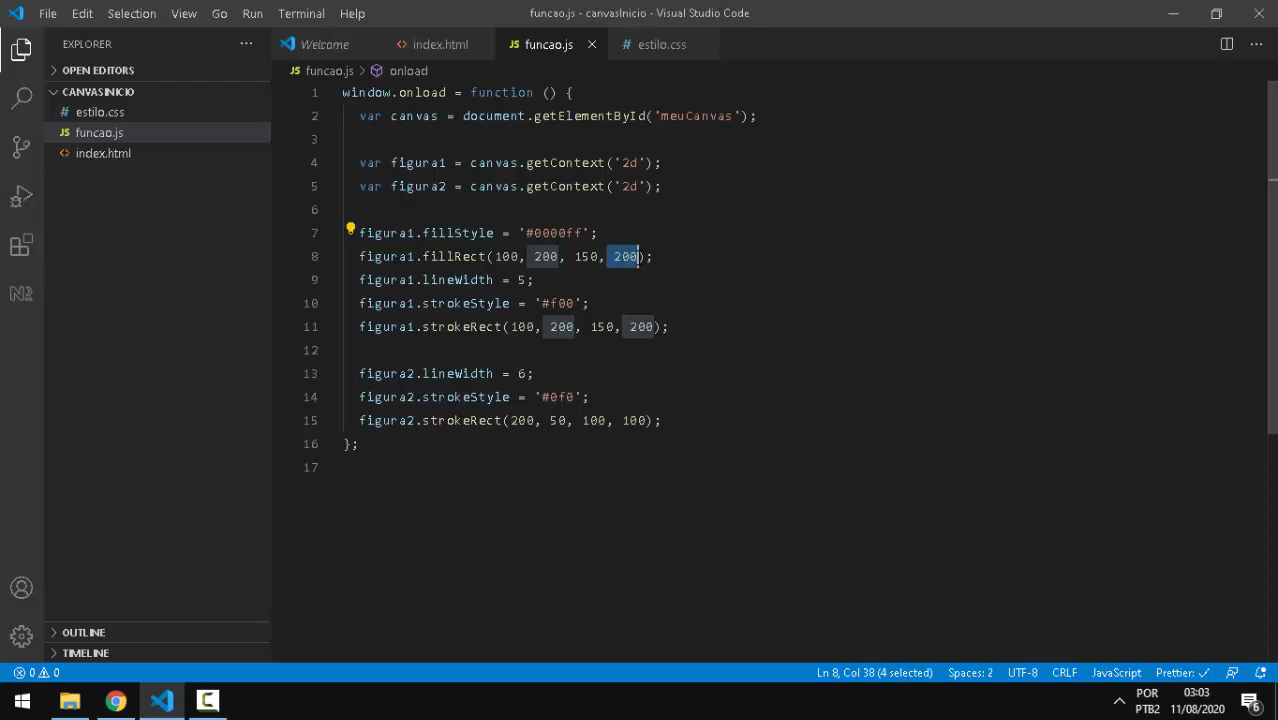 File Edit Selection View Go Run Terminal Help
funcao.js - canvasInicio - Visual Studio Code
EXPLORER
OPEN EDITORS
CANVASINICIO
# estilo.css
JS funcao.js
<> index.html
OUTLINE
TIMELINE
Welcome
<> index.html
JS funcao.js
# estilo.css
JS funcao.js > onload
1 window.onload = function () {
2 var canvas = document.getElementById('meuCanvas');
3
4 var figura1 = canvas.getContext('2d');
5 var figura2 = canvas.getContext('2d');
6
7 figura1.fillStyle = '#0000ff';
8 figura1.fillRect(100, 200, 150, 200);
9 figura1.lineWidth = 5;
10 figura1.strokeStyle = '#f00';
11 figura1.strokeRect(100, 200, 150, 200);
12
13 figura2.lineWidth = 6;
14 figura2.strokeStyle = '#0f0';
15 figura2.strokeRect(200, 50, 100, 100);
16 };
17
0 0
Ln 8, Col 38 (4 selected) Spaces: 2 UTF-8 CRLF JavaScript Prettier: ✓
POR
PTB2
03:03
11/08/2020
6